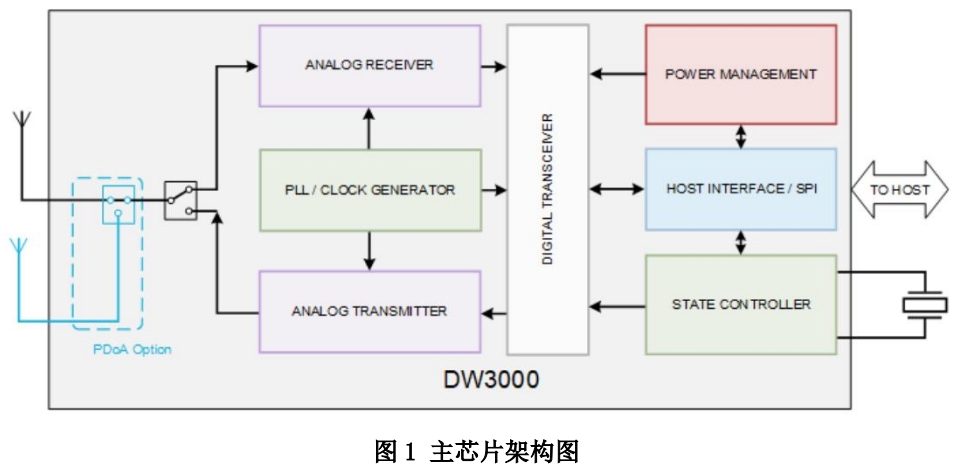 ANALOG RECEIVER
POWER MANAGEMENT
PLL / CLOCK GENERATOR
DIGITAL TRANSCEIVER
HOST INTERFACE / SPI
TO HOST
ANALOG TRANSMITTER
STATE CONTROLLER
PDoA Option
DW3000
图 1 主芯片架构图